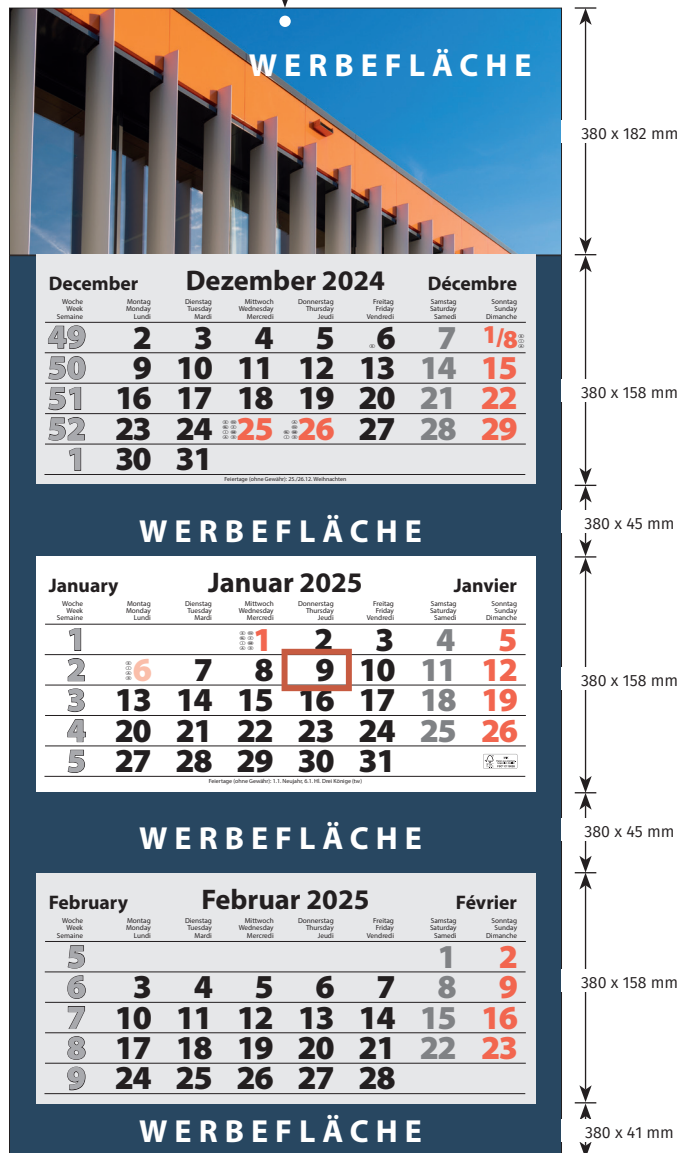 WERBEFLÄCHE
380 x 182 mm
December Dezember 2024 Décembre
Woche Montag Dienstag Mittwoch Donnerstag Freitag Samstag Sonntag
Week Monday Tuesday Wednesday Thursday Friday Saturday Sunday
Semaine Lundi Mardi Mercredi Jeudi Vendredi Samedi Dimanche
49 2 3 4 5 6 7 1/8
50 9 10 11 12 13 14 15
51 16 17 18 19 20 21 22
52 23 24 25 26 27 28 29
1 30 31
Feiertage (ohne Gewähr): 25./26.12. Weihnachten
380 x 158 mm
WERBEFLÄCHE
380 x 45 mm
January Januar 2025 Janvier
Woche Montag Dienstag Mittwoch Donnerstag Freitag Samstag Sonntag
Week Monday Tuesday Wednesday Thursday Friday Saturday Sunday
Semaine Lundi Mardi Mercredi Jeudi Vendredi Samedi Dimanche
1 1 2 3 4 5
2 6 7 8 9 10 11 12
3 13 14 15 16 17 18 19
4 20 21 22 23 24 25 26
5 27 28 29 30 31
Feiertage (ohne Gewähr): 1.1. Neujahr, 6.1. Hl. Drei Könige (tw)
380 x 158 mm
WERBEFLÄCHE
380 x 45 mm
February Februar 2025 Février
Woche Montag Dienstag Mittwoch Donnerstag Freitag Samstag Sonntag
Week Monday Tuesday Wednesday Thursday Friday Saturday Sunday
Semaine Lundi Mardi Mercredi Jeudi Vendredi Samedi Dimanche
5 1 2
6 3 4 5 6 7 8 9
7 10 11 12 13 14 15 16
8 17 18 19 20 21 22 23
9 24 25 26 27 28
380 x 158 mm
WERBEFLÄCHE
380 x 41 mm